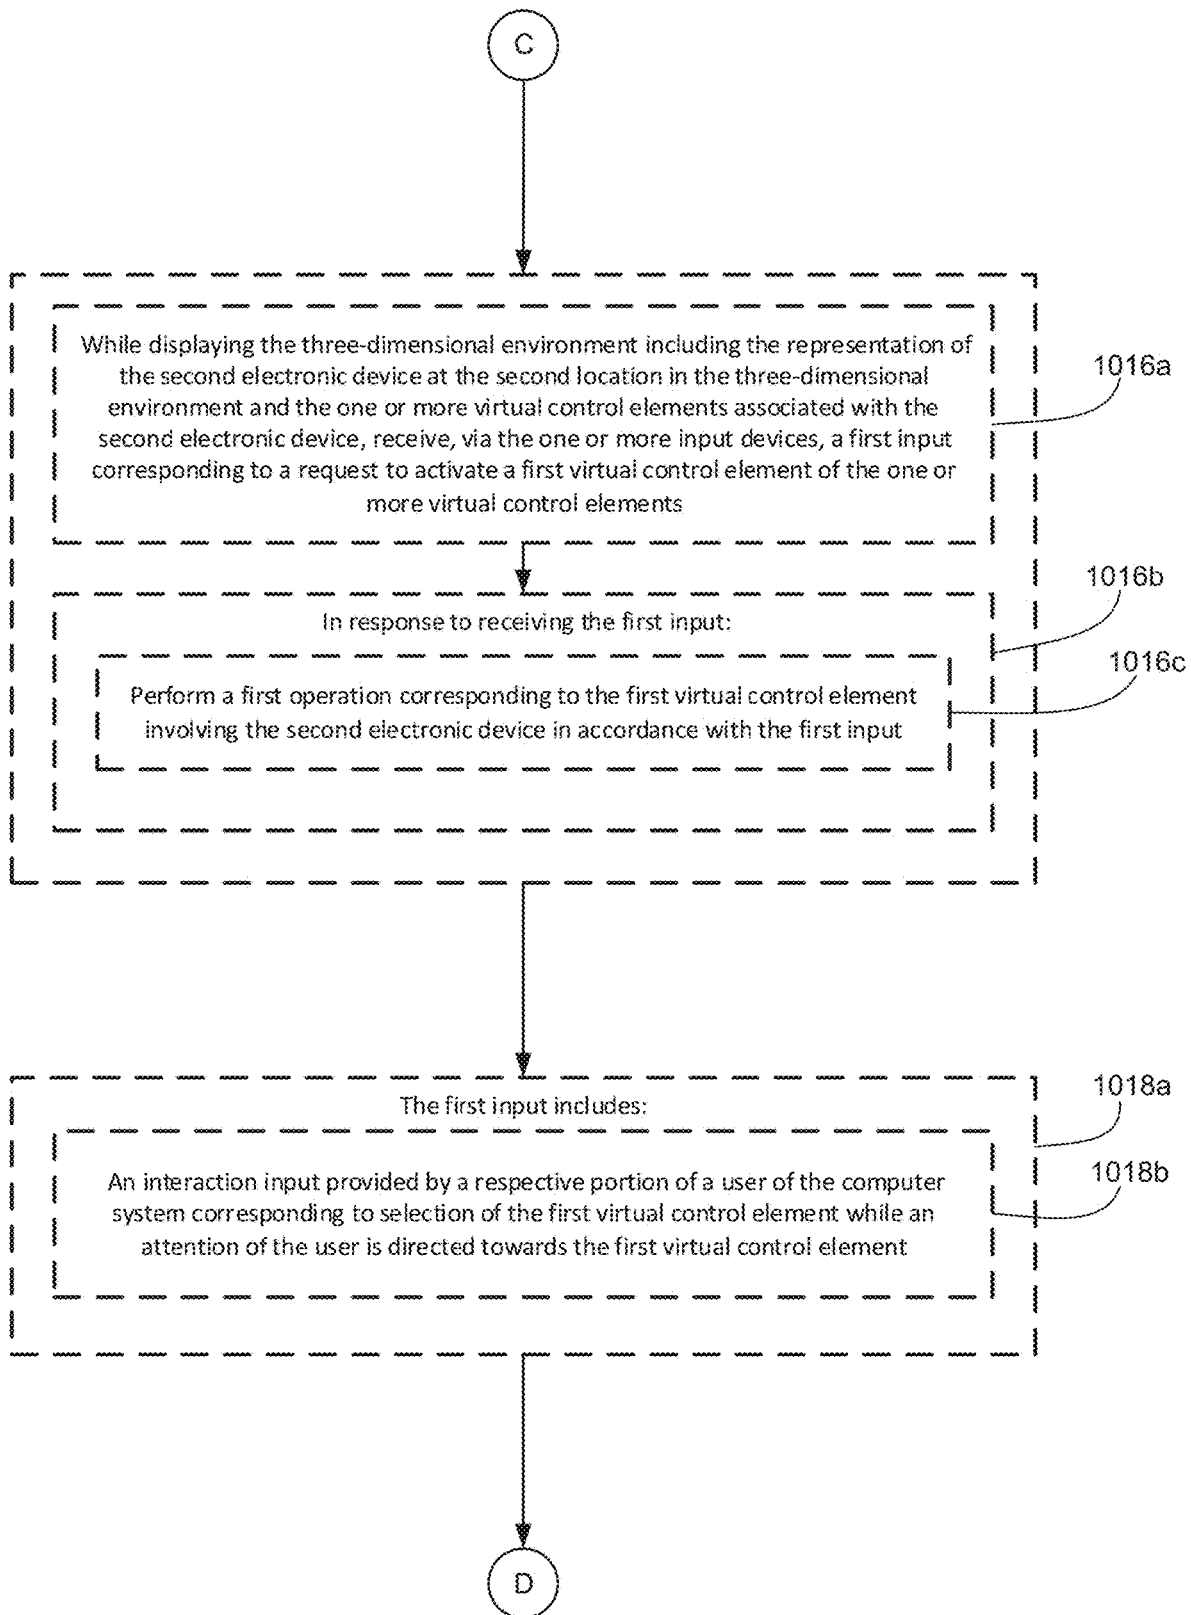 C
While displaying the three-dimensional environment including the representation of
the second electronic device at the second location in the three-dimensional
environment and the one or more virtual control elements associated with the
second electronic device, receive, via the one or more input devices, a first input
corresponding to a request to activate a first virtual control element of the one or
more virtual control elements
1016a
In response to receiving the first input:
1016b
Perform a first operation corresponding to the first virtual control element
involving the second electronic device in accordance with the first input
1016c
The first input includes:
1018a
An interaction input provided by a respective portion of a user of the computer
system corresponding to selection of the first virtual control element while an
attention of the user is directed towards the first virtual control element
1018b
D